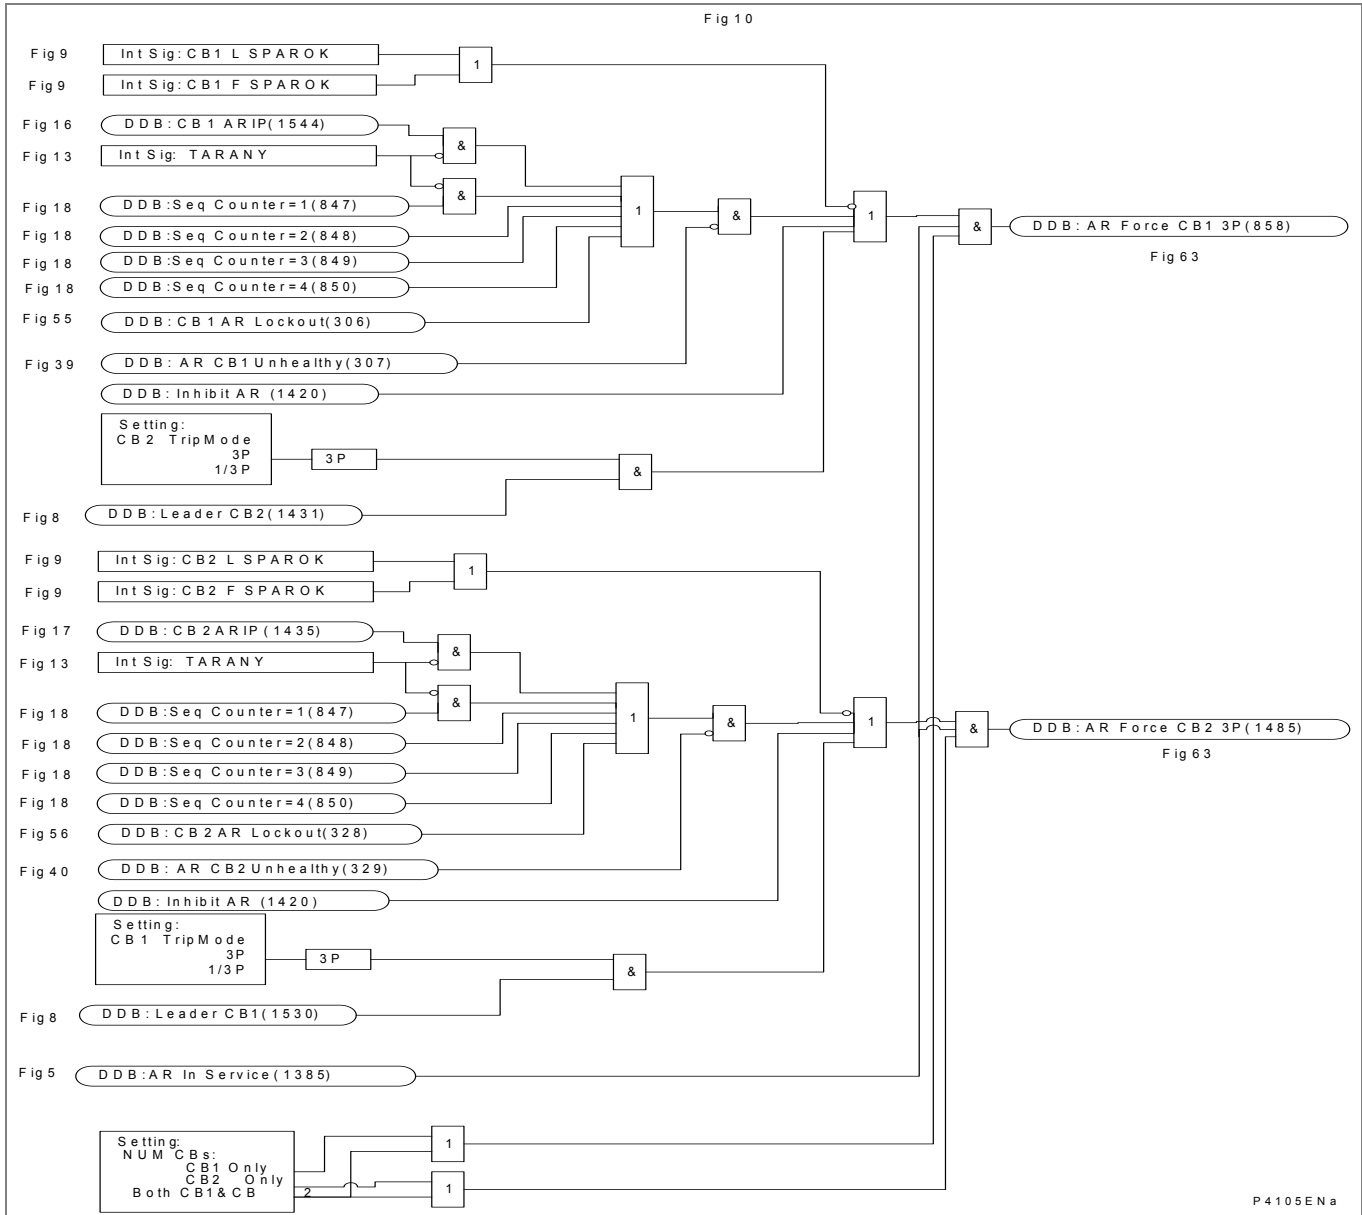 Fig 10
Fig 9
Int Sig: CB1 L SPAROK
1
Fig 9
Int Sig: CB1 F SPAROK
Fig 16
DDB: CB1 ARIP(1544)
&
Fig 13
Int Sig: TARANY
&
Fig 18
DDB:Seq Counter=1(847)
1
&
1
&
DDB: AR Force CB1 3P(858)
Fig 18
DDB:Seq Counter=2(848)
Fig 18
DDB:Seq Counter=3(849)
Fig 63
Fig 18
DDB:Seq Counter=4(850)
Fig 55
DDB: CB1AR Lockout(306)
Fig 39
DDB: AR CB1Unhealthy(307)
DDB: Inhibit AR (1420)
Setting:
CB2 TripMode
3P
1/3P
3P
&
Fig 8
DDB:Leader CB2(1431)
Fig 9
Int Sig: CB2 L SPAROK
1
Fig 9
Int Sig: CB2 F SPAROK
Fig 17
DDB: CB2ARIP(1435)
&
Fig 13
Int Sig: TARANY
&
Fig 18
DDB:Seq Counter=1(847)
1
&
1
&
DDB: AR Force CB2 3P(1485)
Fig 18
DDB:Seq Counter=2(848)
Fig 63
Fig 18
DDB:Seq Counter=3(849)
Fig 18
DDB:Seq Counter=4(850)
Fig 56
DDB:CB2AR Lockout(328)
Fig 40
DDB: AR CB2Unhealthy(329)
DDB: Inhibit AR (1420)
Setting:
CB1 TripMode
3P
1/3P
3P
&
Fig 8
DDB: Leader CB1(1530)
Fig 5
DDB:AR In Service(1385)
Setting:
NUM CBs:
CB1 Only
CB2 Only
Both CB1&CB 2
1
1
P4105ENa